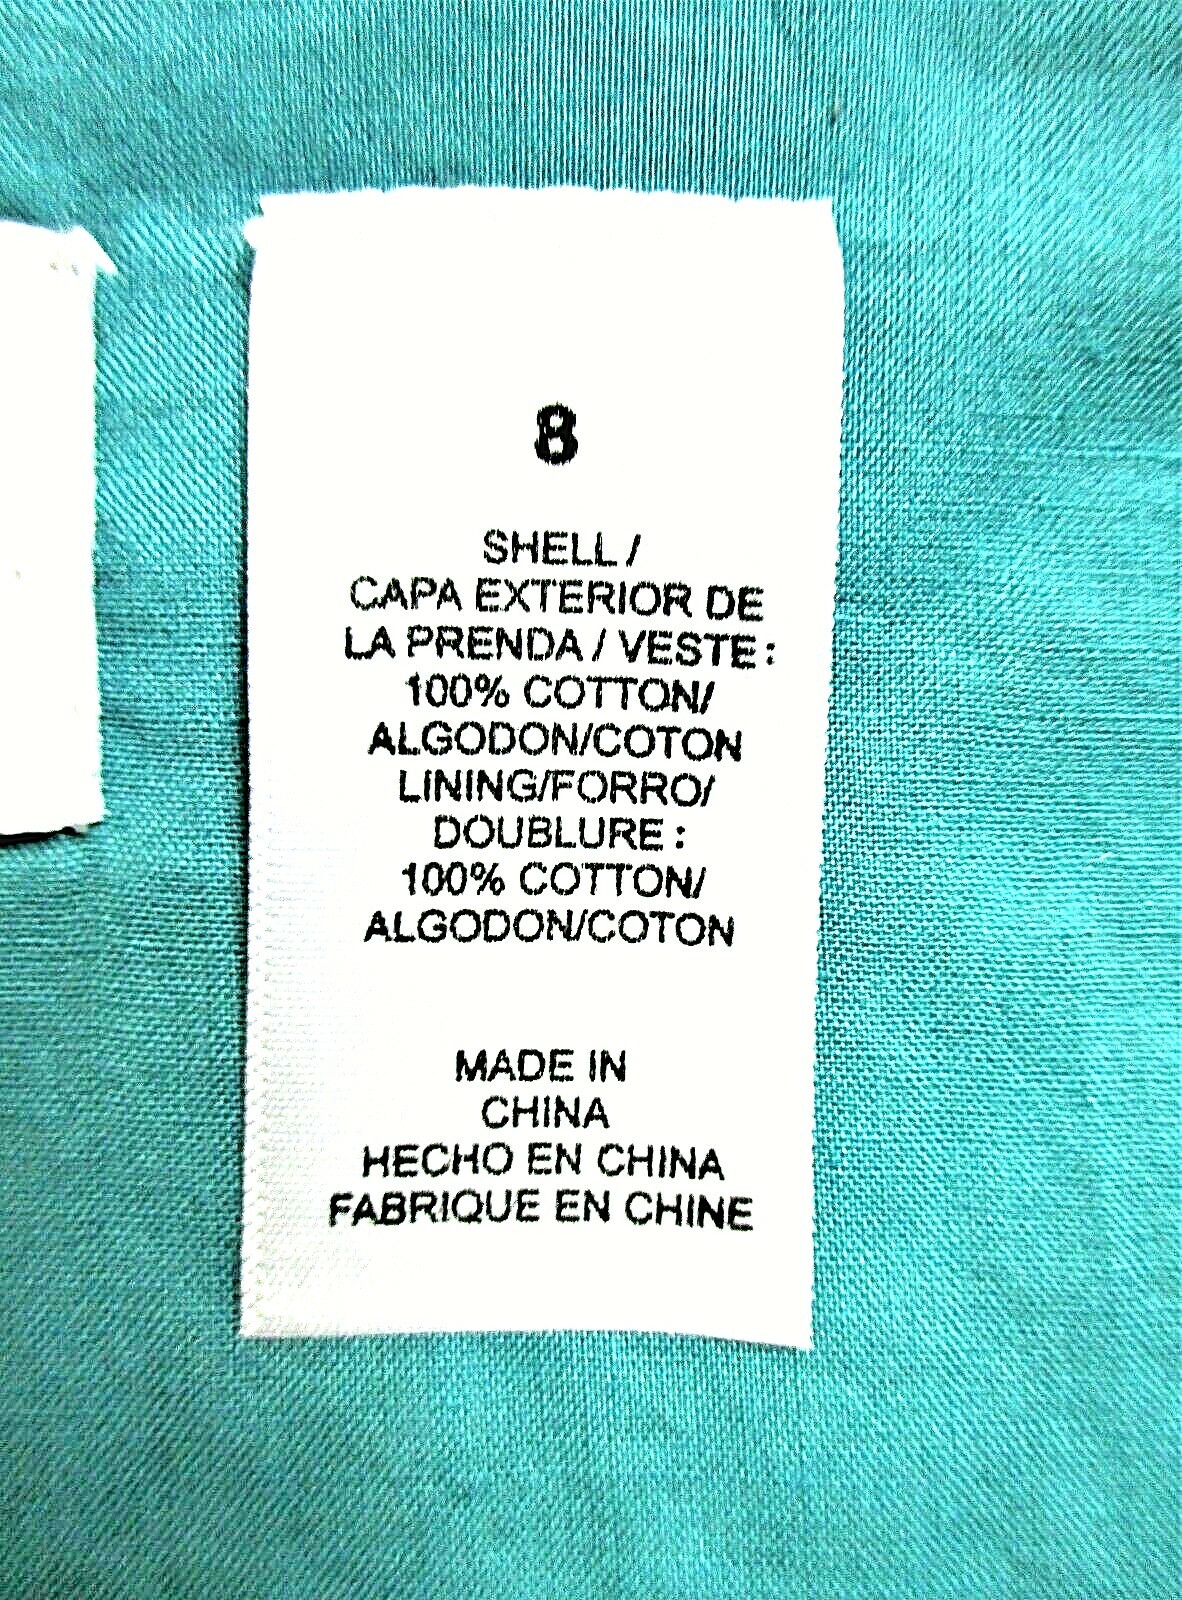 8
SHELL /
CAPA EXTERIOR DE
LA PRENDA / VESTE :
100% COTTON/
ALGODON/COTON
LINING/FORRO/
DOUBLURE :
100% COTTON/
ALGODON/COTON
MADE IN
CHINA
HECHO EN CHINA
FABRIQUE EN CHINE